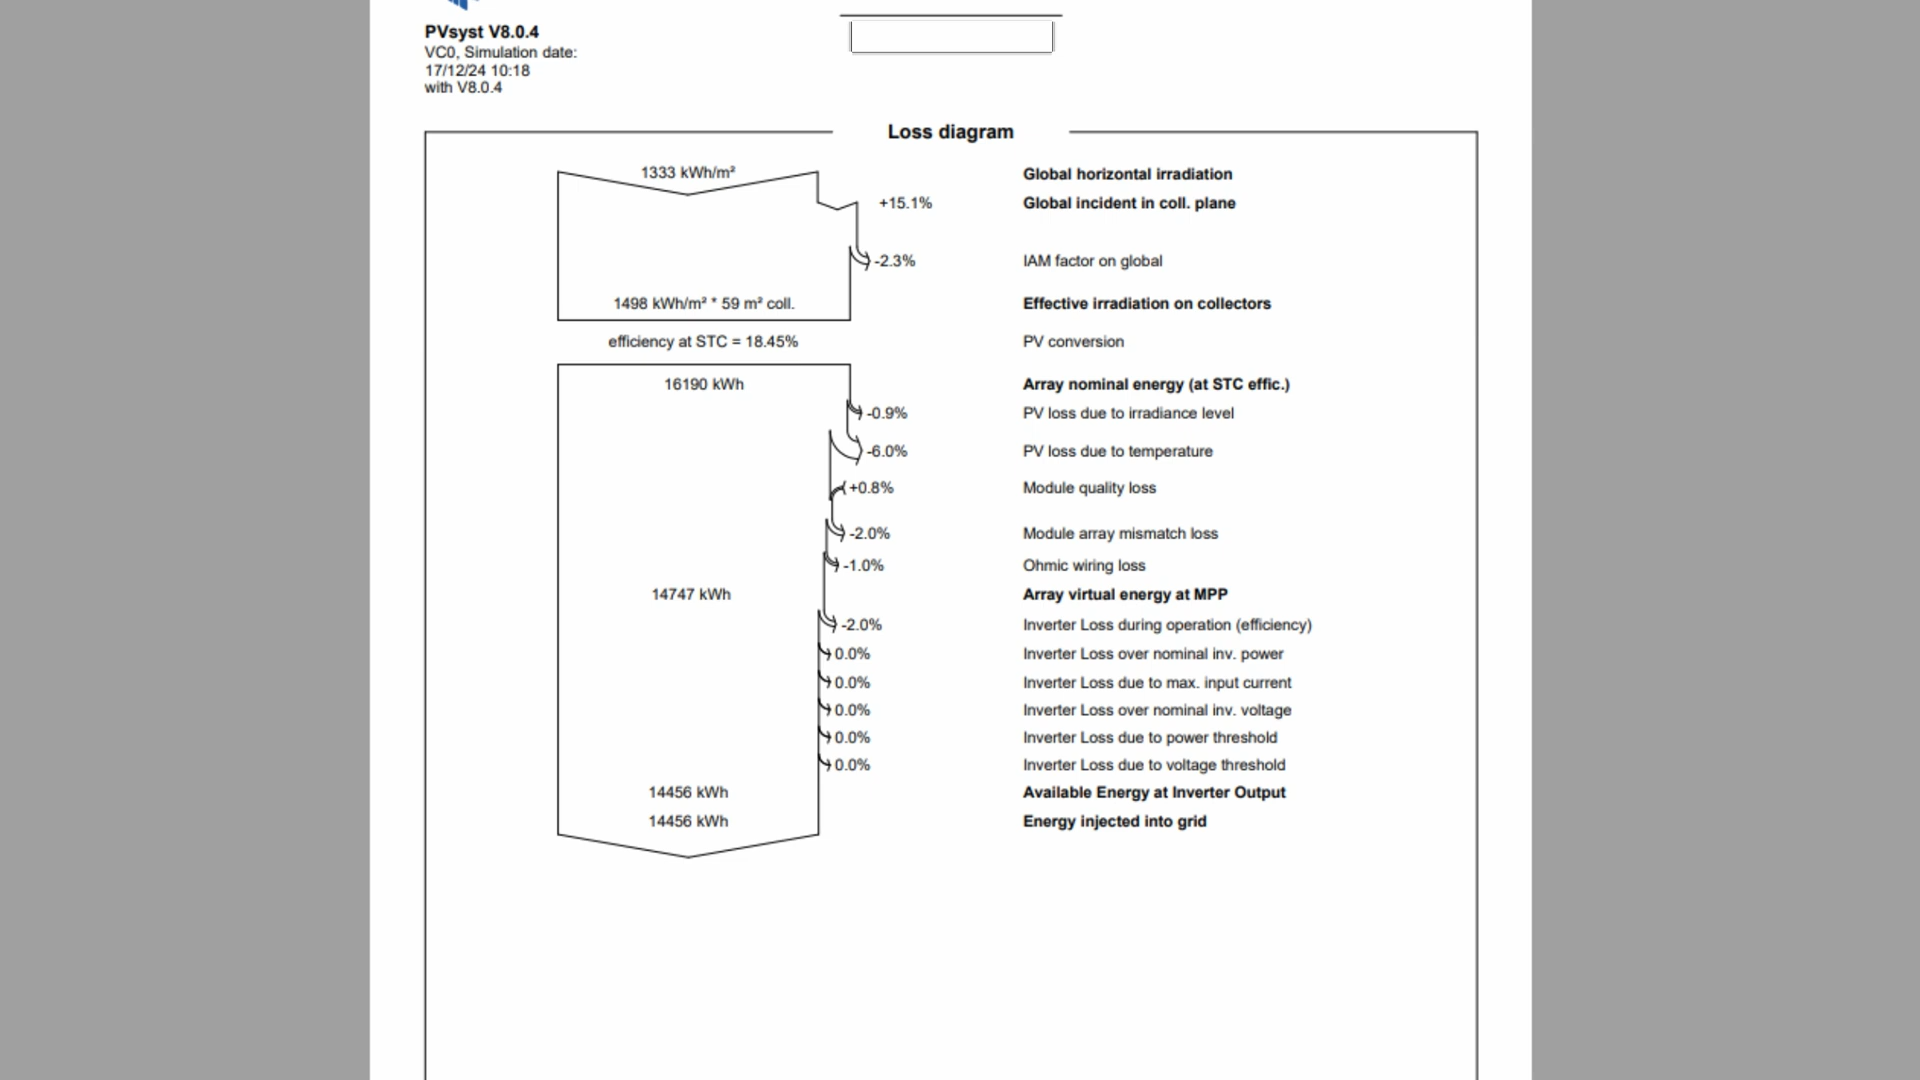 PVsyst V8.0.4
VC0, Simulation date:
17/12/24 10:18
with V8.0.4
Loss diagram
1333 kWh/m² Global horizontal irradiation
+15.1% Global incident in coll. plane
-2.3% IAM factor on global
1498 kWh/m² * 59 m² coll. Effective irradiation on collectors
efficiency at STC = 18.45% PV conversion
16190 kWh Array nominal energy (at STC effic.)
-0.9% PV loss due to irradiance level
-6.0% PV loss due to temperature
+0.8% Module quality loss
-2.0% Module array mismatch loss
-1.0% Ohmic wiring loss
14747 kWh Array virtual energy at MPP
-2.0% Inverter Loss during operation (efficiency)
0.0% Inverter Loss over nominal inv. power
0.0% Inverter Loss due to max. input current
0.0% Inverter Loss over nominal inv. voltage
0.0% Inverter Loss due to power threshold
0.0% Inverter Loss due to voltage threshold
14456 kWh Available Energy at Inverter Output
14456 kWh Energy injected into grid